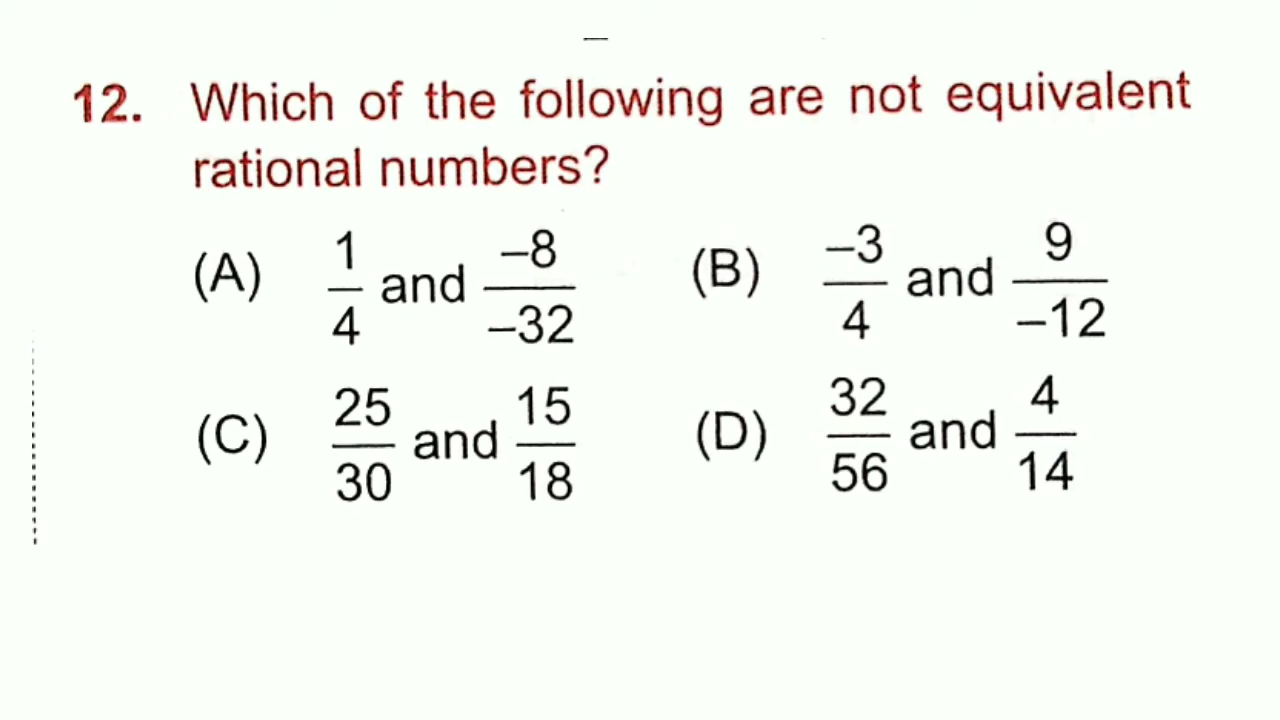 12. Which of the following are not equivalent
rational numbers?
(A) 1/4 and –8/–32 (B) –3/4 and 9/–12
(C) 25/30 and 15/18 (D) 32/56 and 4/14